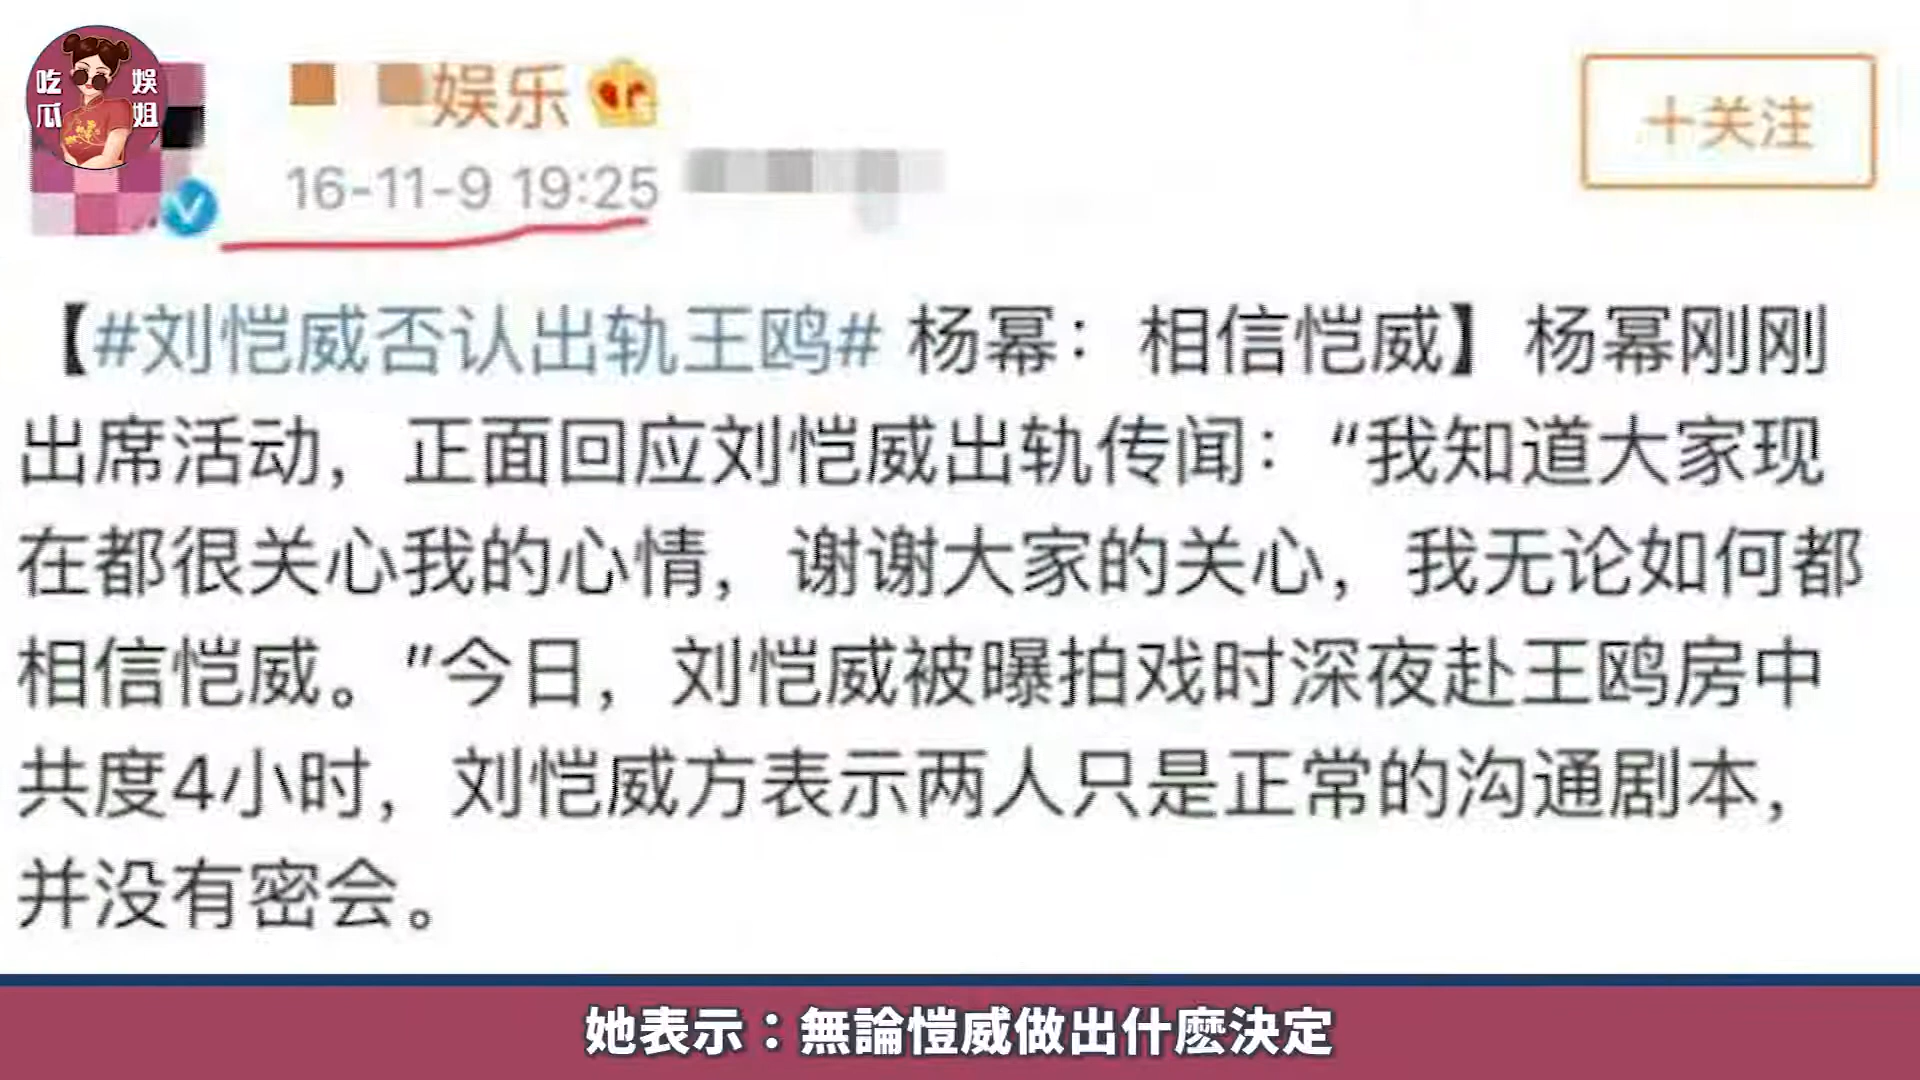 吃瓜
娱姐
娱乐
+关注
16-11-9 19:25
【#刘恺威否认出轨王鸥# 杨幂：相信恺威】杨幂刚刚
出席活动，正面回应刘恺威出轨传闻：“我知道大家现
在都很关心我的心情，谢谢大家的关心，我无论如何都
相信恺威。”今日，刘恺威被曝拍戏时深夜赴王鸥房中
共度4小时，刘恺威方表示两人只是正常的沟通剧本，
并没有密会。
她表示：無論愷威做出什麽決定